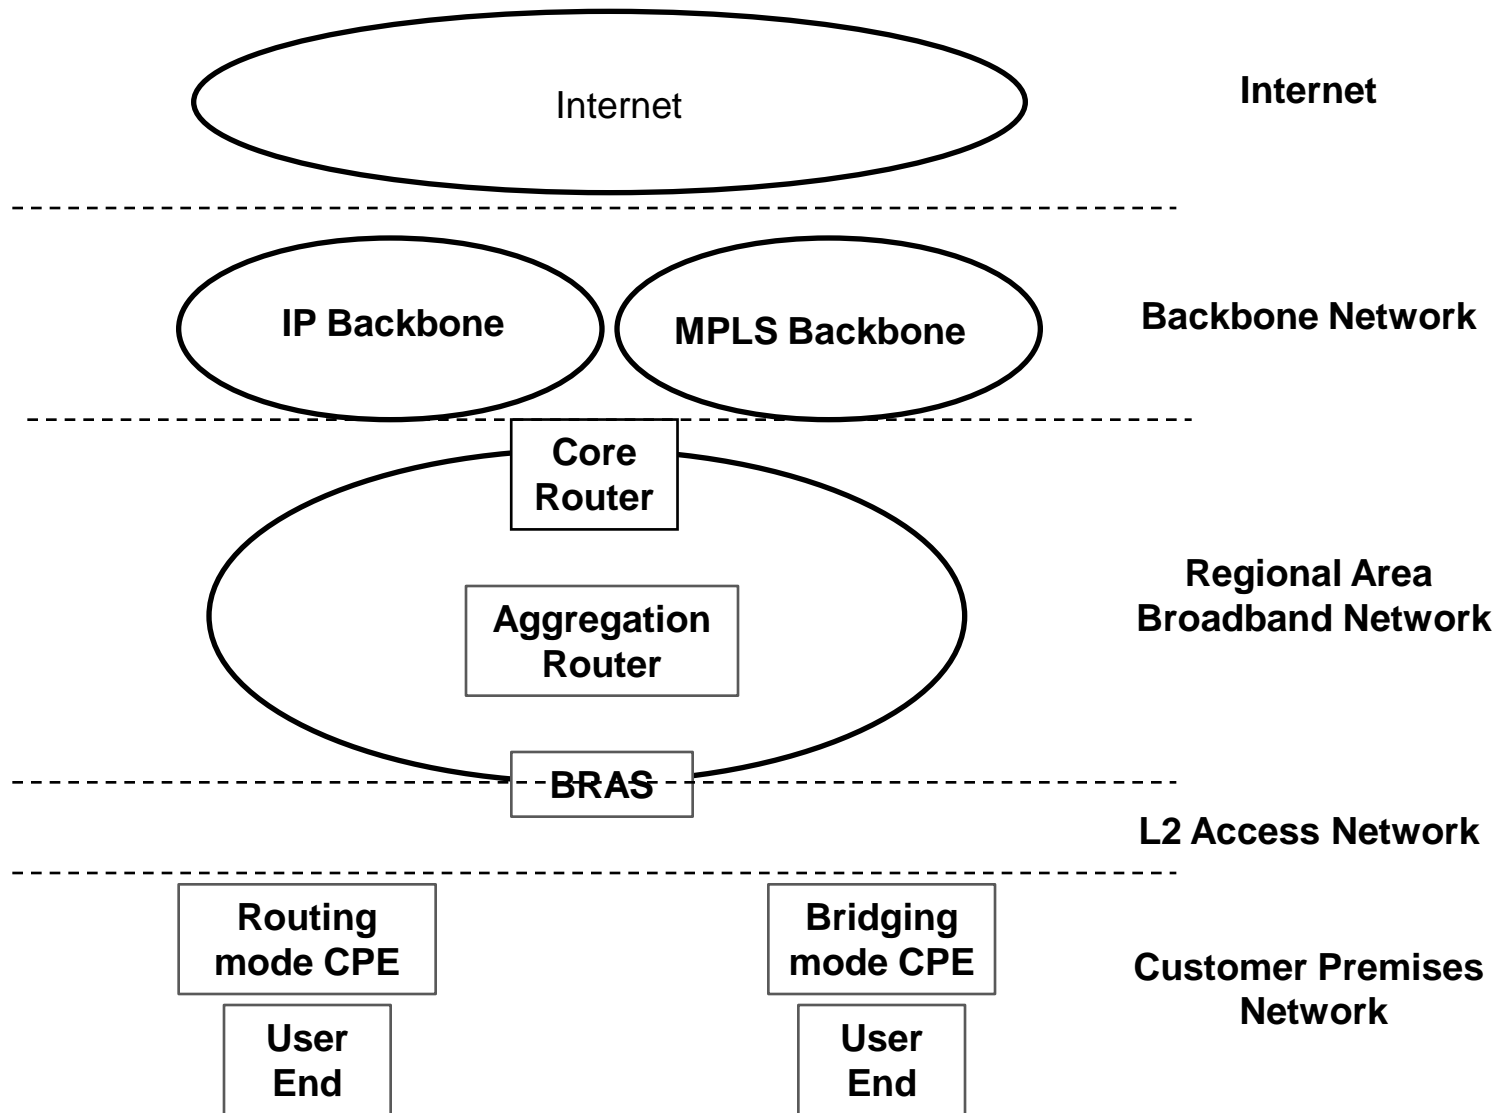 Internet
Internet
IP Backbone
MPLS Backbone
Backbone Network
Core
Router
Aggregation
Router
Regional Area
Broadband Network
BRAS
L2 Access Network
Routing
mode CPE
Bridging
mode CPE
Customer Premises
Network
User
End
User
End